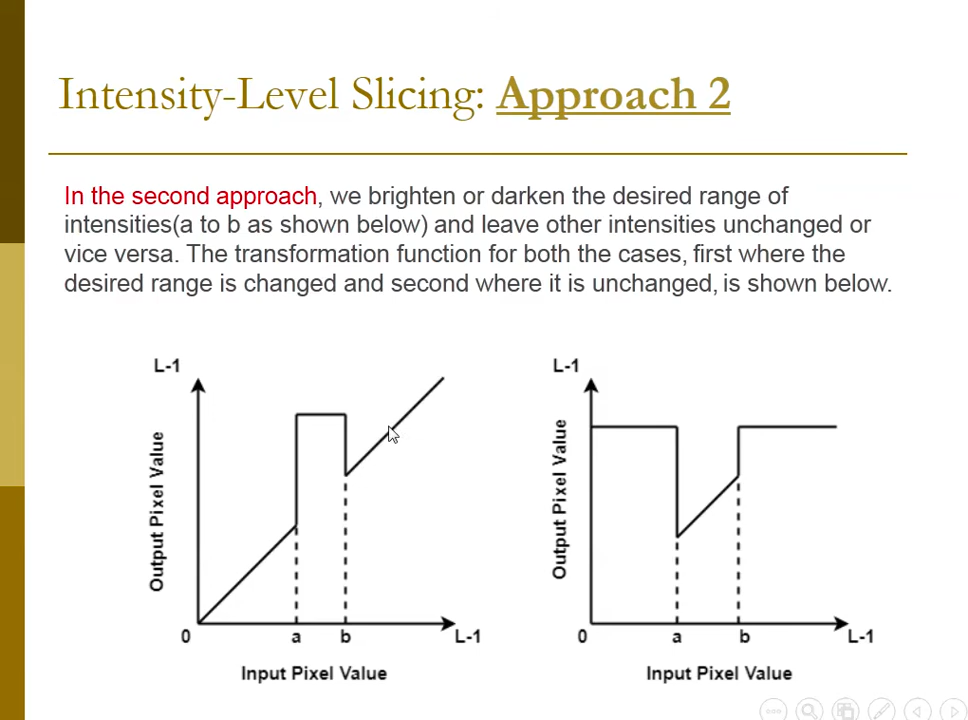 Intensity-Level Slicing: Approach 2
In the second approach, we brighten or darken the desired range of
intensities(a to b as shown below) and leave other intensities unchanged or
vice versa. The transformation function for both the cases, first where the
desired range is changed and second where it is unchanged, is shown below.
L-1
Output Pixel Value
0
a
b
L-1
Input Pixel Value
L-1
Output Pixel Value
0
a
b
L-1
Input Pixel Value